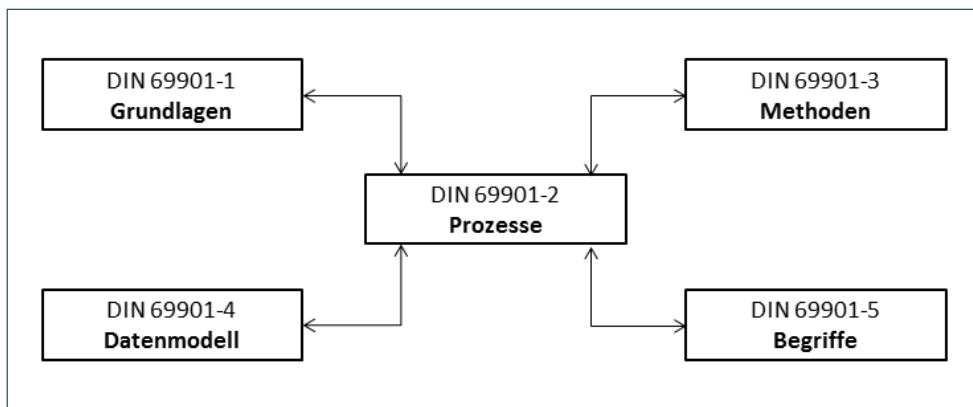 DIN 69901-1
Grundlagen
DIN 69901-3
Methoden
DIN 69901-2
Prozesse
DIN 69901-4
Datenmodell
DIN 69901-5
Begriffe